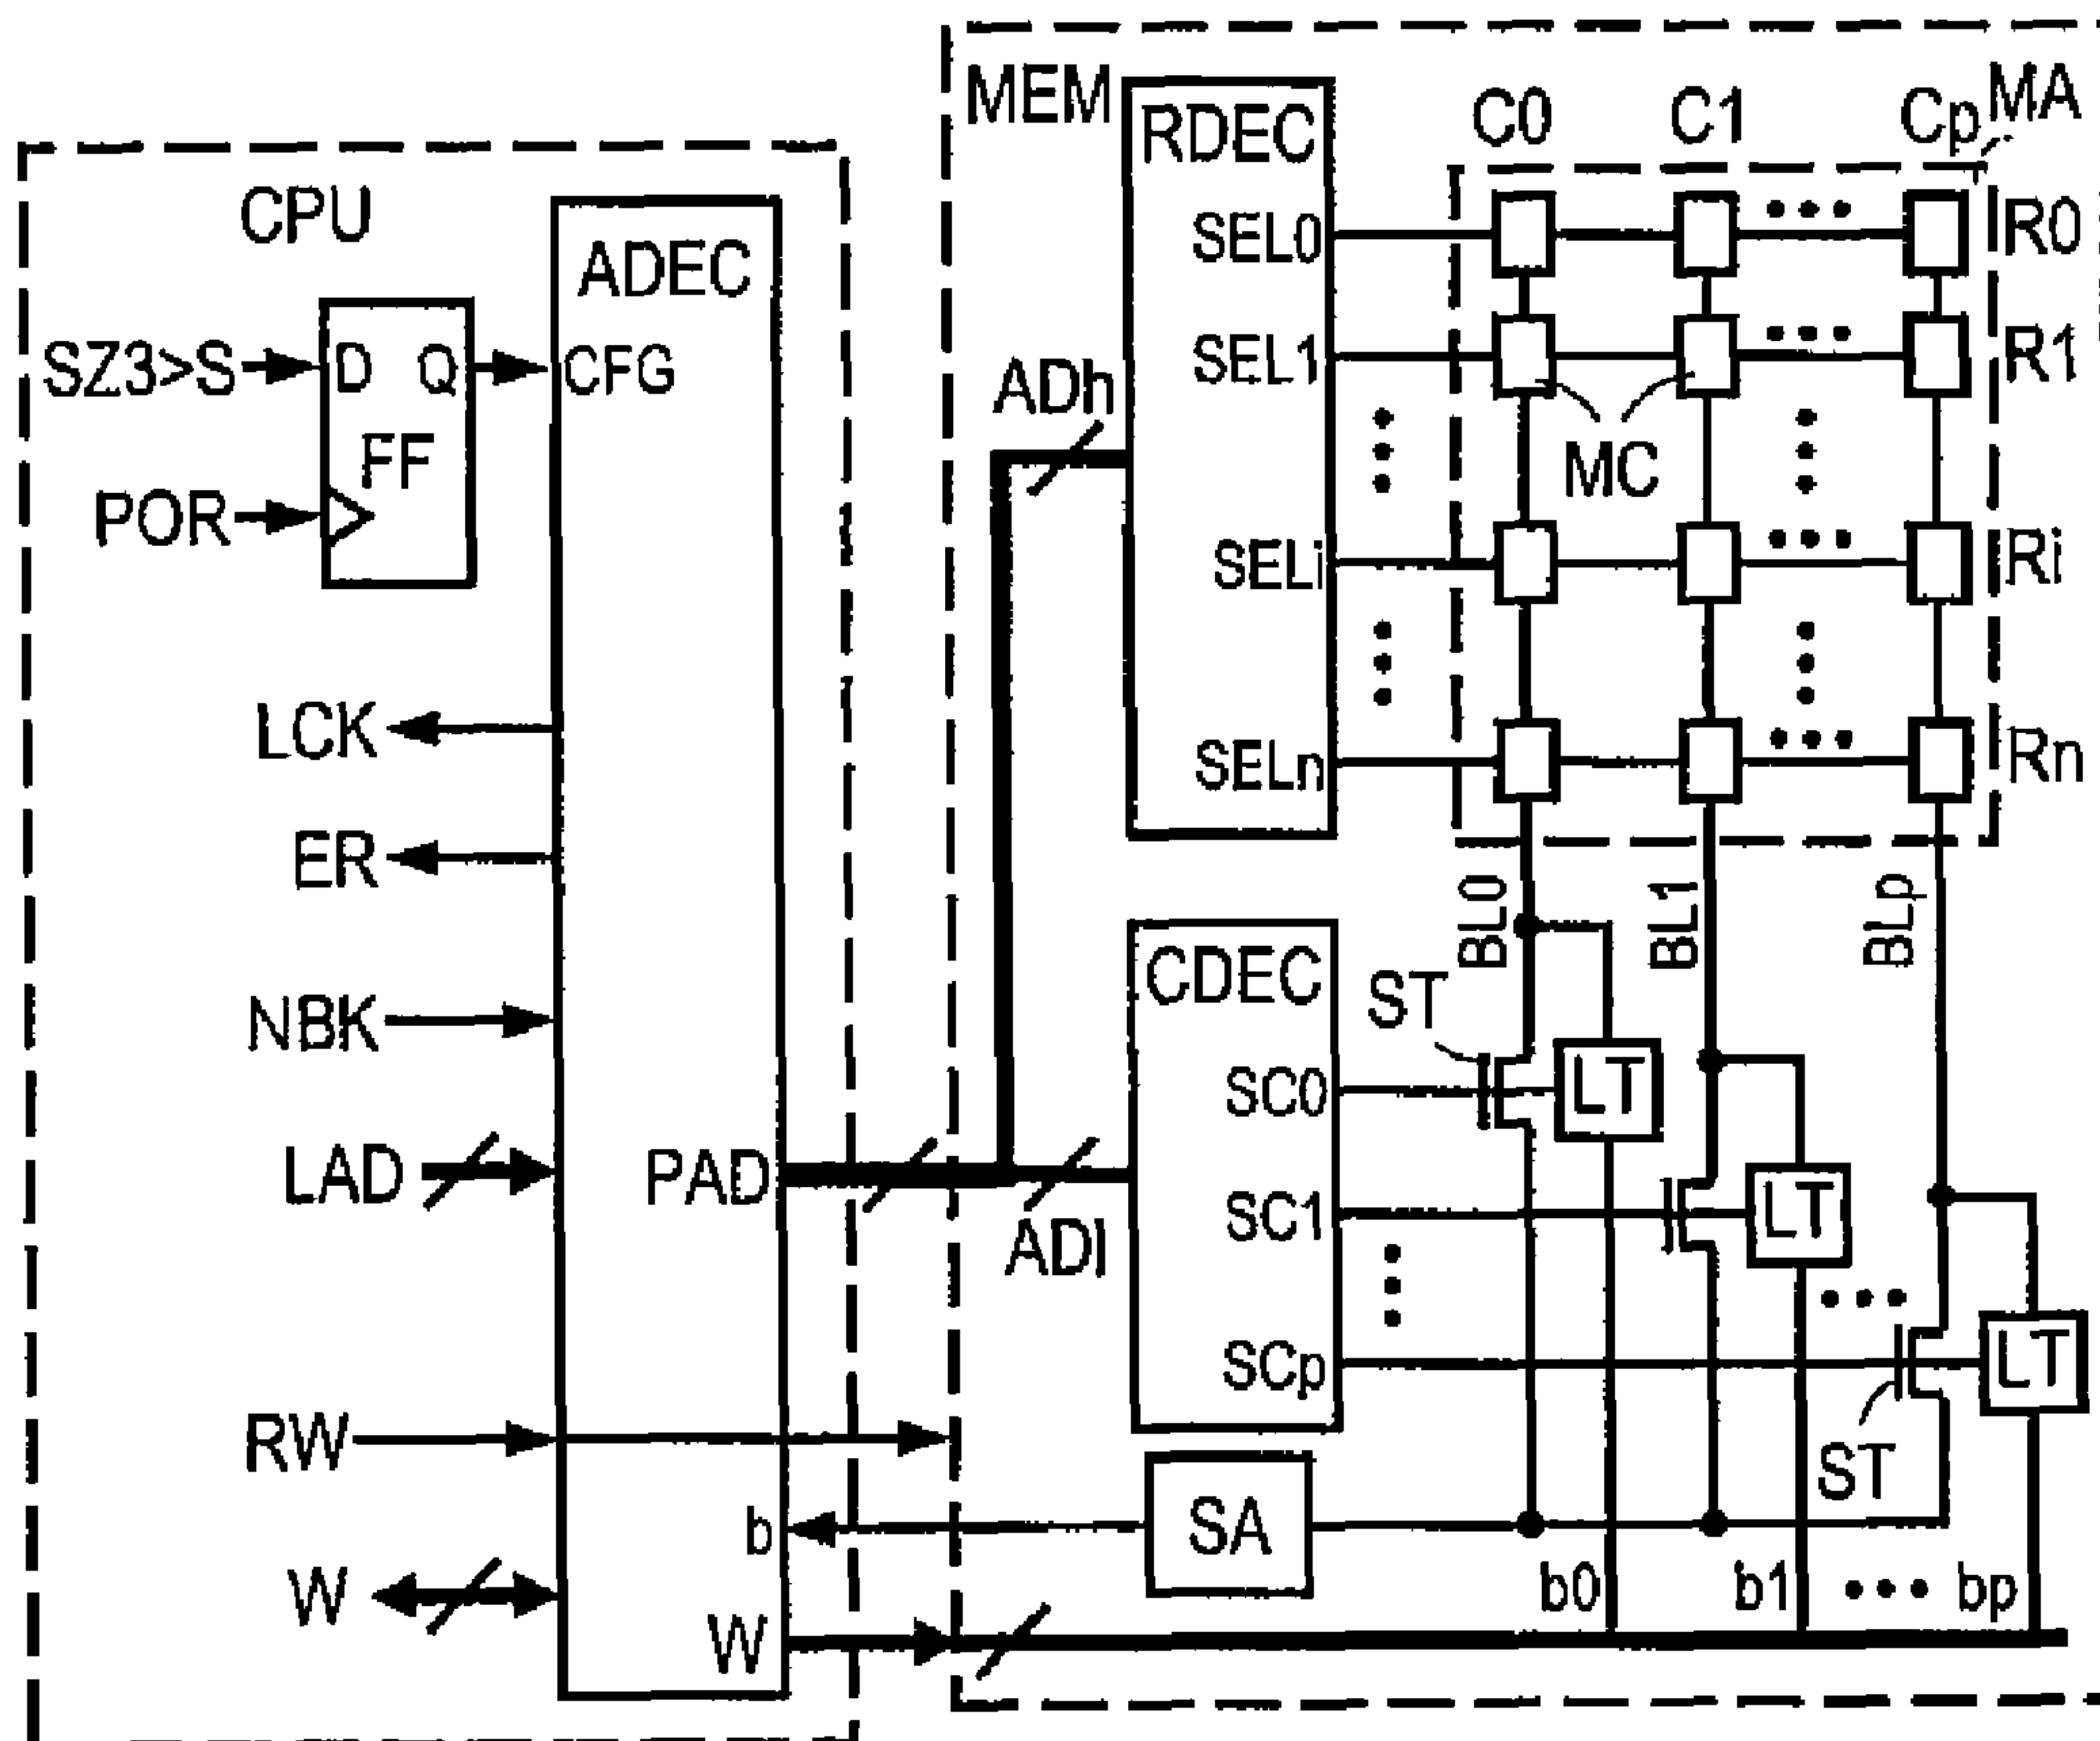 MEM
RDEC
C0
C1
Cp
MA
CPU
ADEC
SEL0
R0
SZ3>S
D
Q
CFG
ADh
SEL1
R1
FF
MC
POR
SELi
Ri
LCK
SELn
Rn
ER
BL0
BL1
BLp
CDEC
ST
NBK
SC0
LT
LAD
PAD
ADl
SC1
LT
SCp
LT
RW
ST
b
SA
W
b0
b1
bp
W